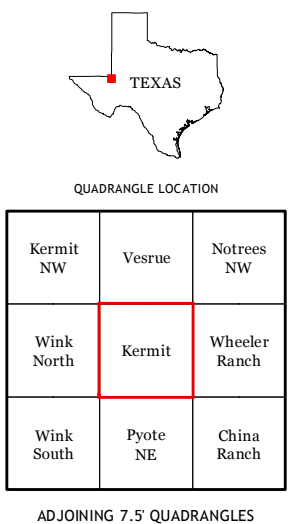 TEXAS
QUADRANGLE LOCATION
Kermit
NW
Vesrue
Notrees
NW
Wink
North
Kermit
Wheeler
Ranch
Wink
South
Pyote
NE
China
Ranch
ADJOINING 7.5' QUADRANGLES